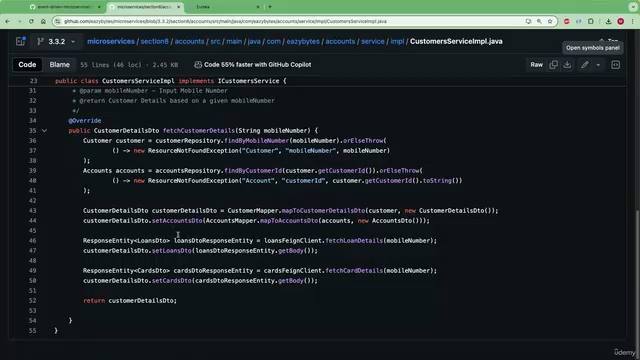 event-driven-microservices
microservices/section8/acco
Eureka
github.com/eazybytes/microservices/blob/3.3.2/section8/accounts/src/main/java/com/eazybytes/accounts/service/impl/CustomersServiceImpl.java
3.3.2
microservices / section8 / accounts / src / main / java / com / eazybytes / accounts / service / impl / CustomersServiceImpl.java
Open symbols panel
Code Blame 55 lines (46 loc) · 2.45 KB Code 55% faster with GitHub Copilot Raw
23 public class CustomersServiceImpl implements ICustomersService {
31 * @param mobileNumber - Input Mobile Number
32 * @return Customer Details based on a given mobileNumber
33 */
34 @Override
35 public CustomerDetailsDto fetchCustomerDetails(String mobileNumber) {
36 Customer customer = customerRepository.findByMobileNumber(mobileNumber).orElseThrow(
37 () -> new ResourceNotFoundException("Customer", "mobileNumber", mobileNumber)
38 );
39 Accounts accounts = accountsRepository.findByCustomerId(customer.getCustomerId()).orElseThrow(
40 () -> new ResourceNotFoundException("Account", "customerId", customer.getCustomerId().toString())
41 );
42
43 CustomerDetailsDto customerDetailsDto = CustomerMapper.mapToCustomerDetailsDto(customer, new CustomerDetailsDto());
44 customerDetailsDto.setAccountsDto(AccountsMapper.mapToAccountsDto(accounts, new AccountsDto()));
45
46 ResponseEntity<LoansDto> loansDtoResponseEntity = loansFeignClient.fetchLoanDetails(mobileNumber);
47 customerDetailsDto.setLoansDto(loansDtoResponseEntity.getBody());
48
49 ResponseEntity<CardsDto> cardsDtoResponseEntity = cardsFeignClient.fetchCardDetails(mobileNumber);
50 customerDetailsDto.setCardsDto(cardsDtoResponseEntity.getBody());
51
52 return customerDetailsDto;
53
54 }
55 }
udemy